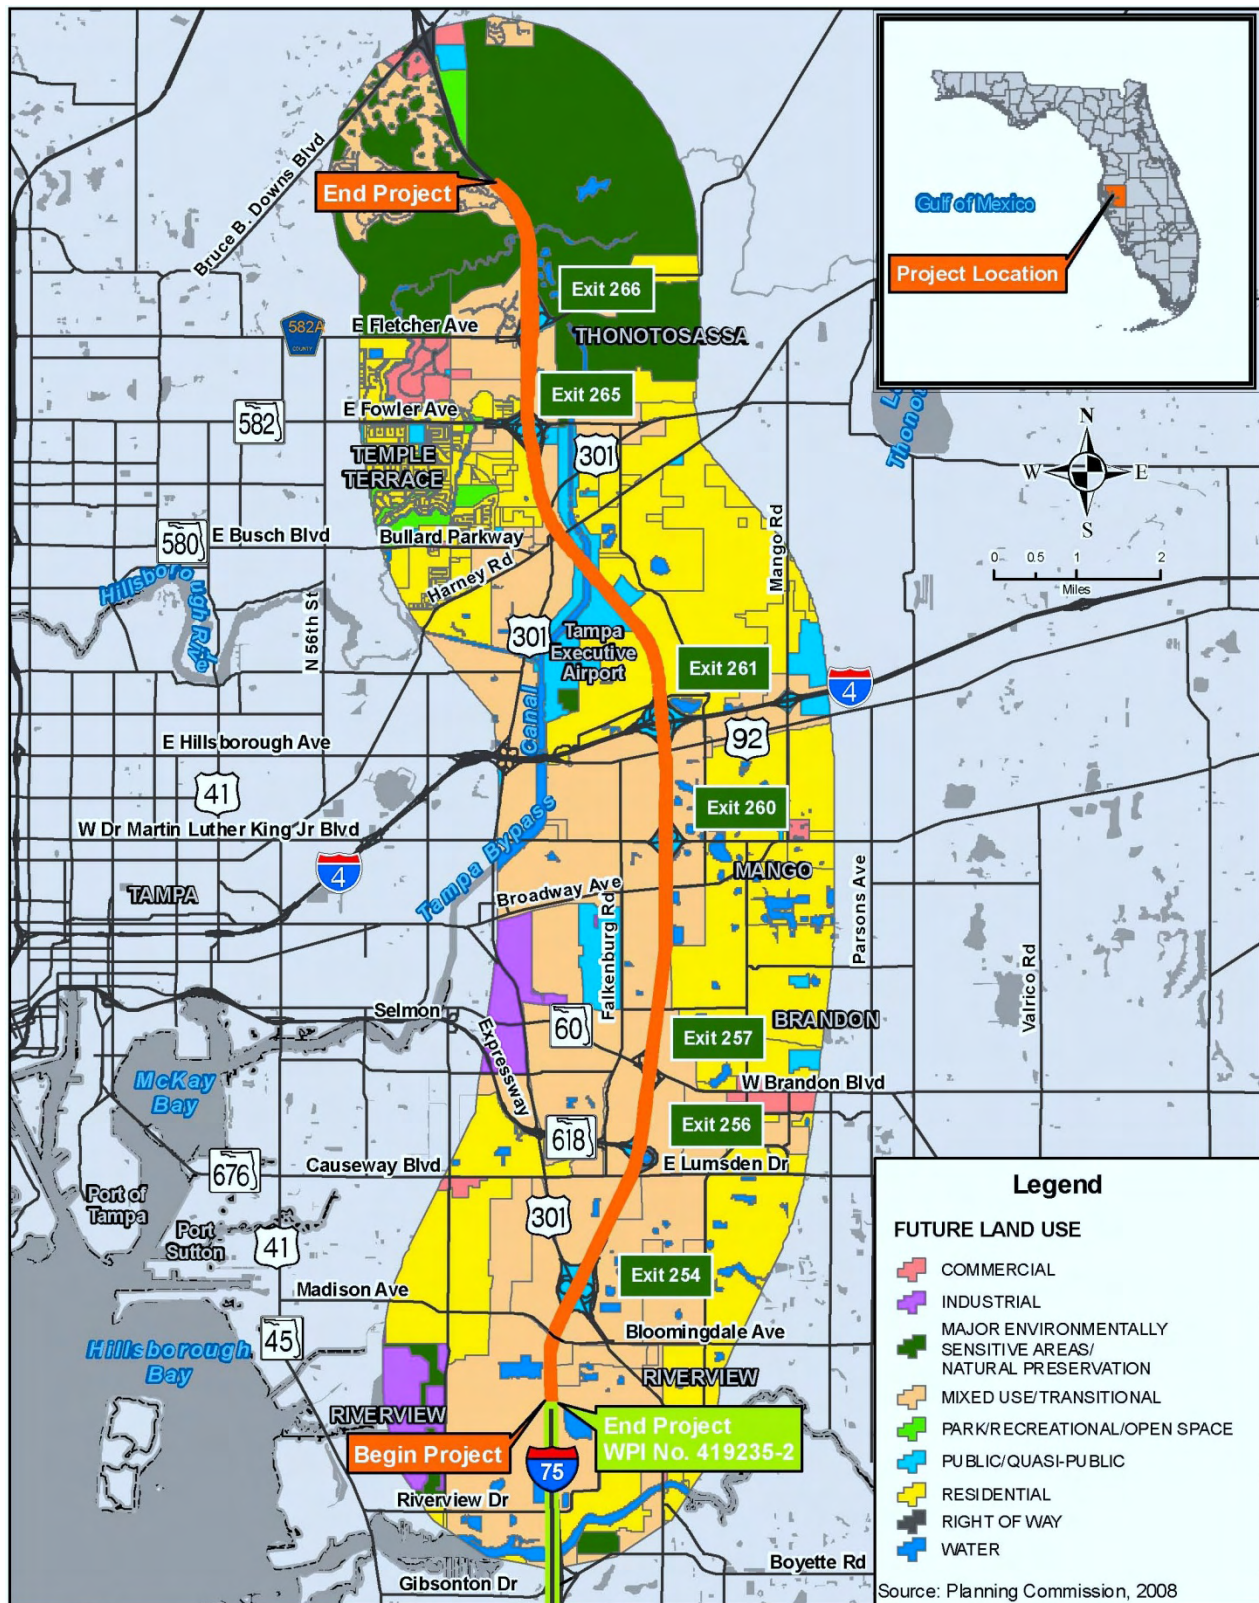 Gulf of Mexico
Project Location
Bruce B. Downs Blvd
End Project
Exit 266
582A
COUNTY
E Fletcher Ave
THONOTOSASSA
Exit 265
E Fowler Ave
582
301
TEMPLE
TERRACE
N
W
E
S
580
E Busch Blvd
Bullard Parkway
Mango Rd
0 0.5 1 2
Miles
Harney Rd
Hillsborough
N 56th St
301
Tampa
Executive
Airport
Exit 261
4
Canal
E Hillsborough Ave
92
41
Exit 260
W Dr Martin Luther King Jr Blvd
4
Tampa Bypass
MANGO
TAMPA
Broadway Ave
Parsons Ave
Falkenburg Rd
Valrico Rd
Selmon
60
BRANDON
Expressway
Exit 257
McKay
Bay
W Brandon Blvd
618
Exit 256
Causeway Blvd
E Lumsden Dr
676
Port of
Tampa
Port
Sutton
41
301
Exit 254
Madison Ave
45
Bloomingdale Ave
Hillsborough
Bay
RIVERVIEW
RIVERVIEW
Begin Project
End Project
WPI No. 419235-2
75
Riverview Dr
Boyette Rd
Gibsonton Dr
Legend
FUTURE LAND USE
COMMERCIAL
INDUSTRIAL
MAJOR ENVIRONMENTALLY
SENSITIVE AREAS/
NATURAL PRESERVATION
MIXED USE/TRANSITIONAL
PARK/RECREATIONAL/OPEN SPACE
PUBLIC/QUASI-PUBLIC
RESIDENTIAL
RIGHT OF WAY
WATER
Source: Planning Commission, 2008